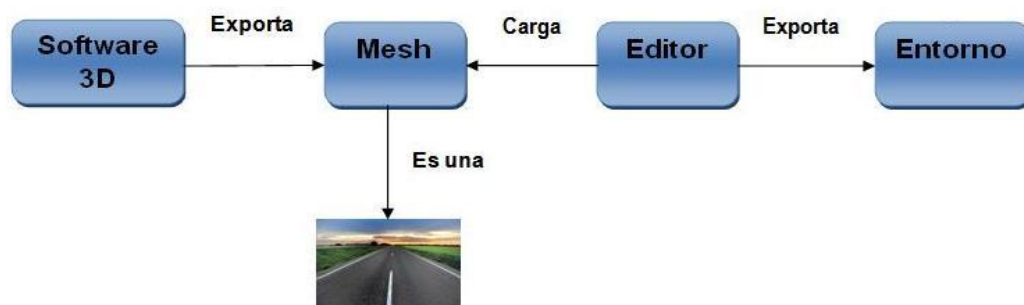 Software
3D
Exporta
Mesh
Carga
Editor
Exporta
Entorno
Es una